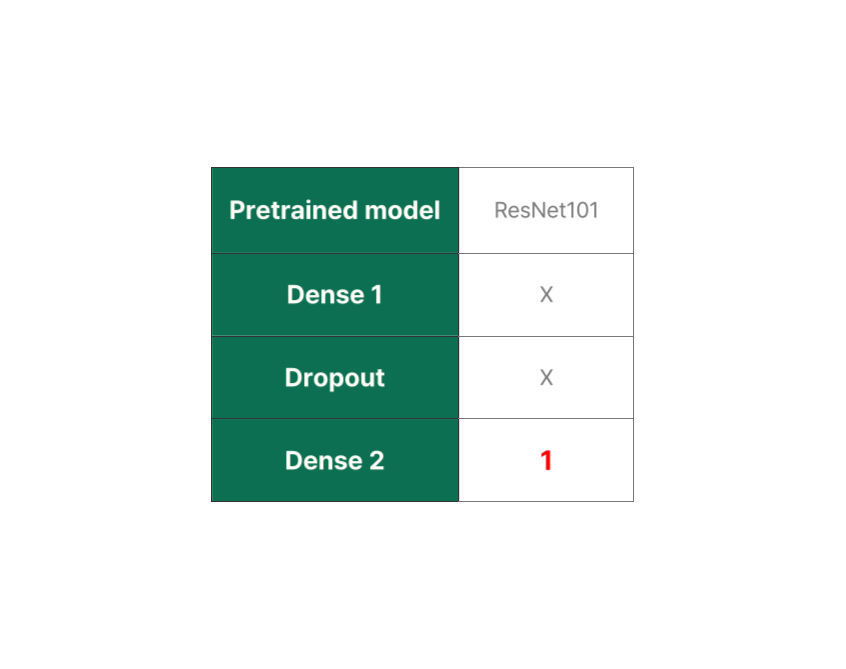 Pretrained model ResNet101
Dense 1 X
Dropout X
Dense 2 1